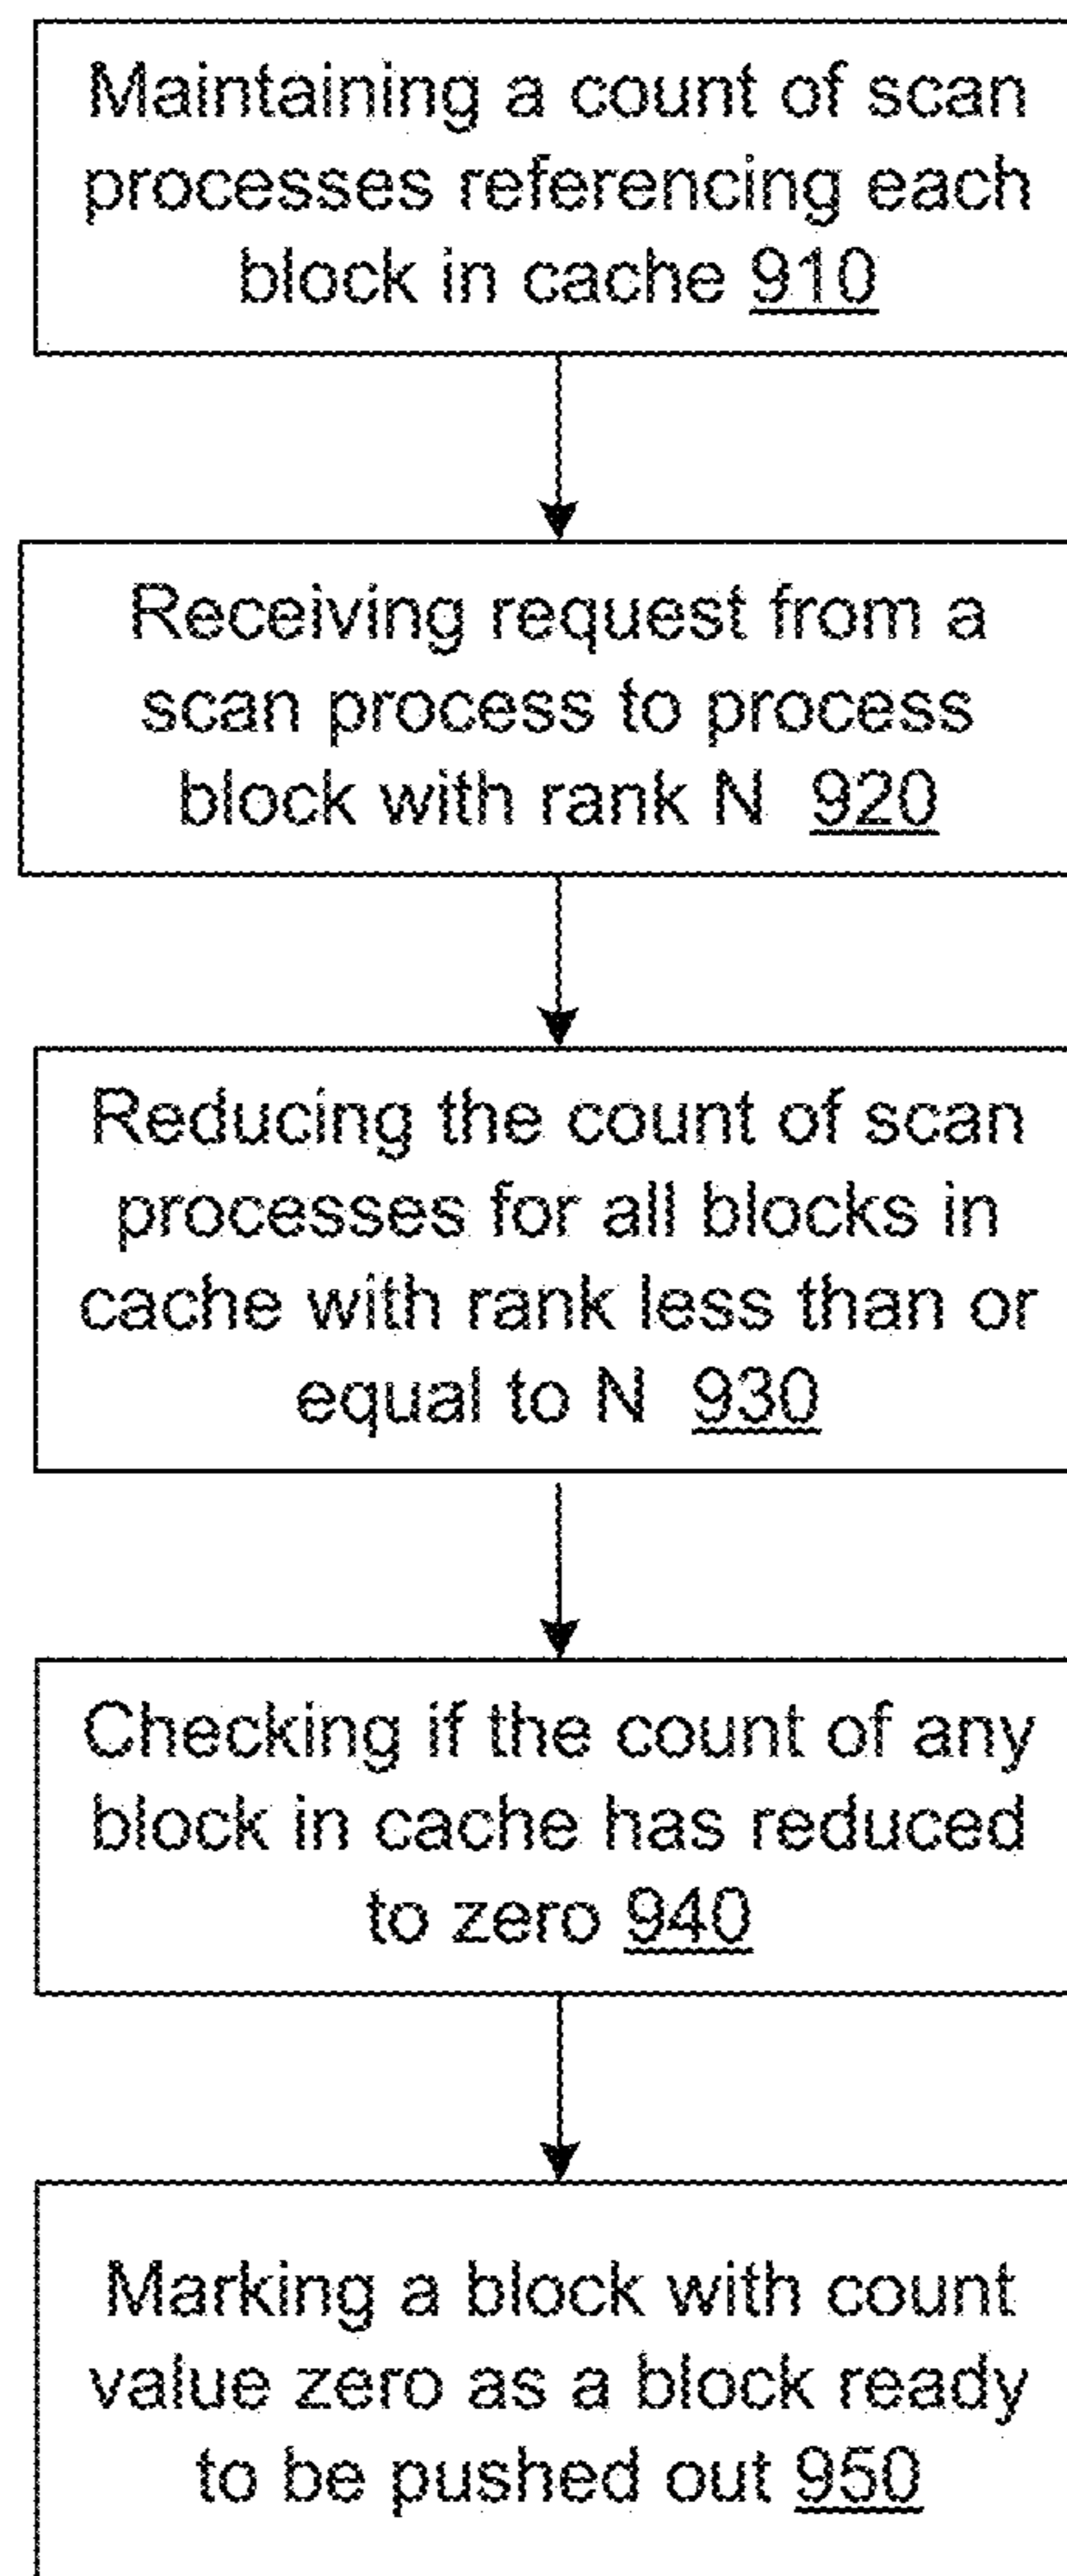 Maintaining a count of scan
processes referencing each
block in cache 910
Receiving request from a
scan process to process
block with rank N 920
Reducing the count of scan
processes for all blocks in
cache with rank less than or
equal to N 930
Checking if the count of any
block in cache has reduced
to zero 940
Marking a block with count
value zero as a block ready
to be pushed out 950